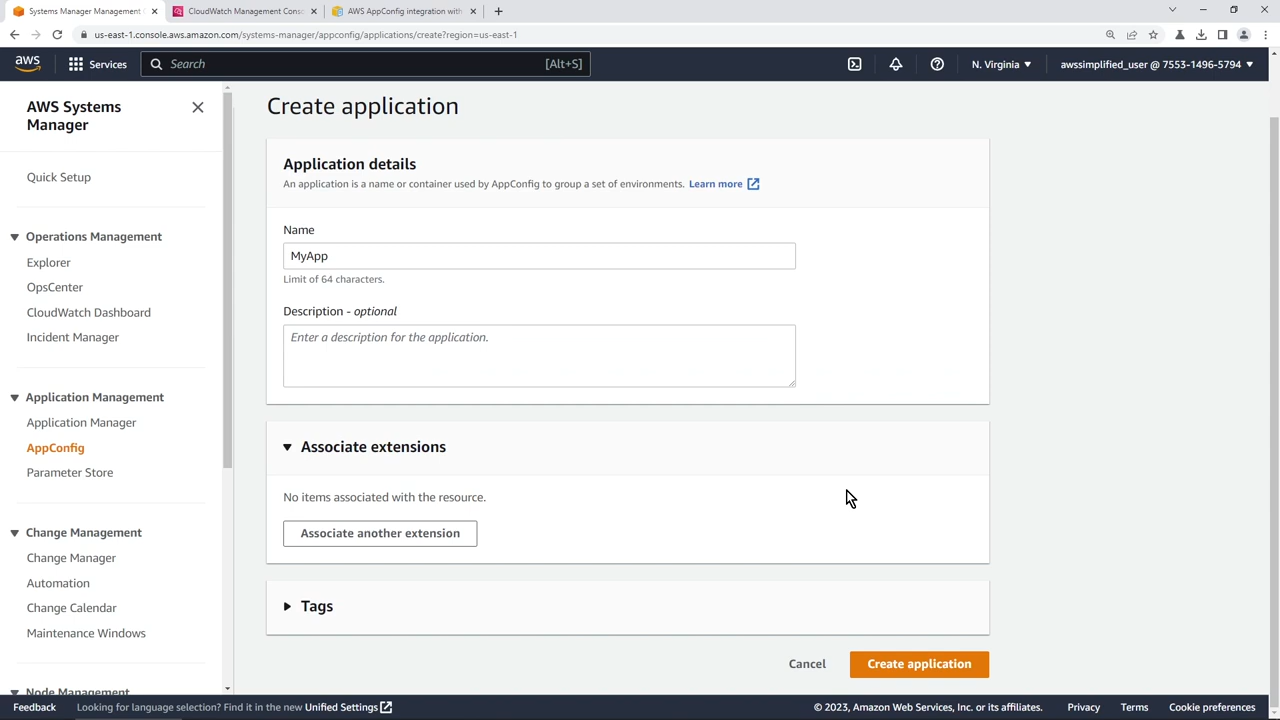 Systems Manager Management
CloudWatch Management Conso
AWS AppConfig integration with
us-east-1.console.aws.amazon.com/systems-manager/appconfig/applications/create?region=us-east-1
aws
Services
Search
[Alt+S]
N. Virginia
awssimplified_user @ 7553-1496-5794
AWS Systems
Manager
Quick Setup
Operations Management
Explorer
OpsCenter
CloudWatch Dashboard
Incident Manager
Application Management
Application Manager
AppConfig
Parameter Store
Change Management
Change Manager
Automation
Change Calendar
Maintenance Windows
Node Management
Create application
Application details
An application is a name or container used by AppConfig to group a set of environments. Learn more
Name
MyApp
Limit of 64 characters.
Description - optional
Enter a description for the application.
Associate extensions
No items associated with the resource.
Associate another extension
Tags
Cancel
Create application
Feedback
Looking for language selection? Find it in the new Unified Settings
© 2023, Amazon Web Services, Inc. or its affiliates.
Privacy
Terms
Cookie preferences